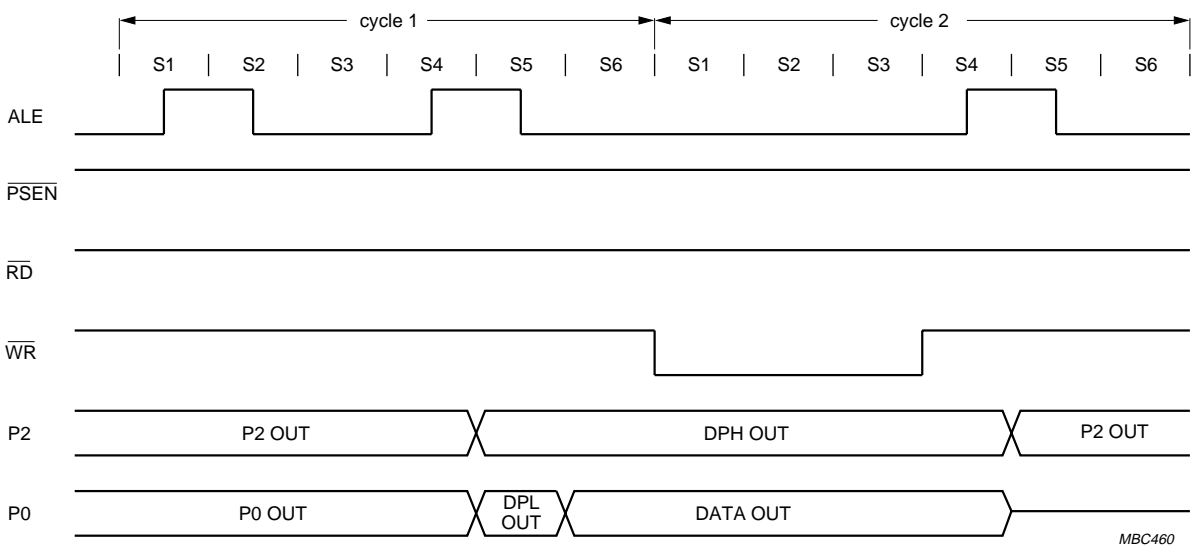 cycle 1 cycle 2
S1 S2 S3 S4 S5 S6 S1 S2 S3 S4 S5 S6
ALE
PSEN
RD
WR
P2 P2 OUT DPH OUT P2 OUT
P0 P0 OUT DPL OUT DATA OUT
MBC460